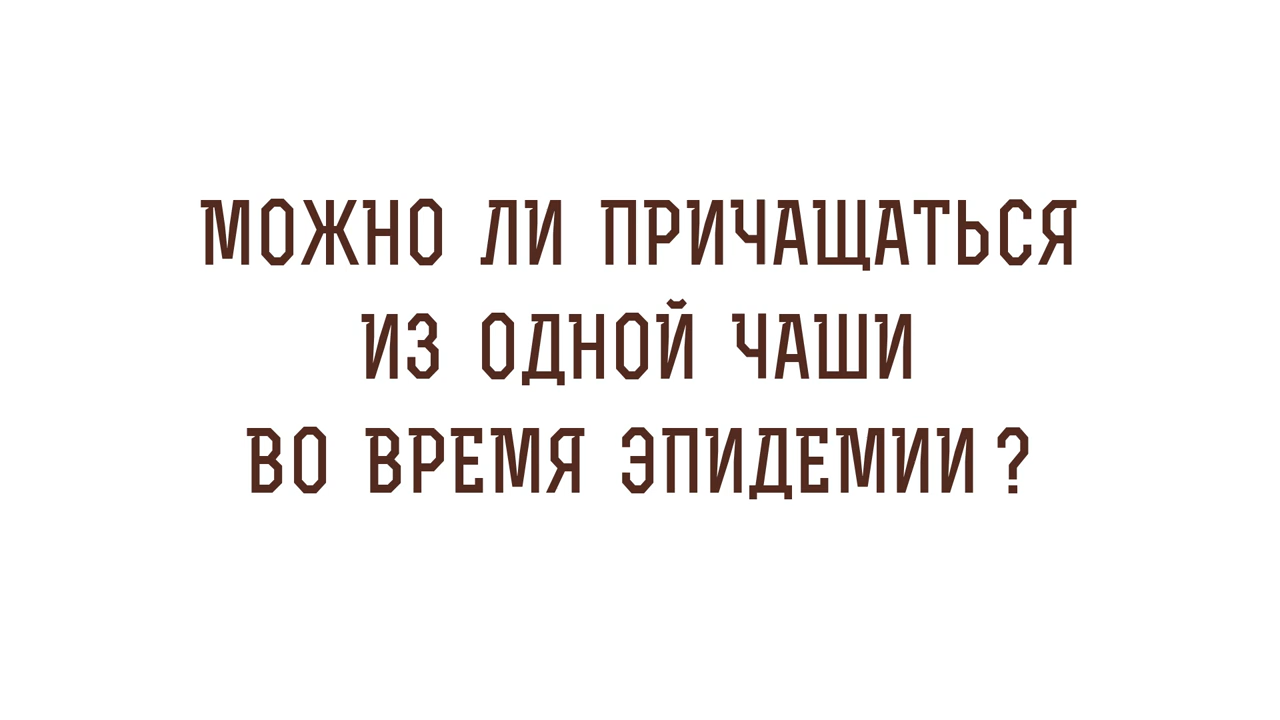 МОЖНО ЛИ ПРИЧАЩАТЬСЯ
ИЗ ОДНОЙ ЧАШИ
ВО ВРЕМЯ ЭПИДЕМИИ?